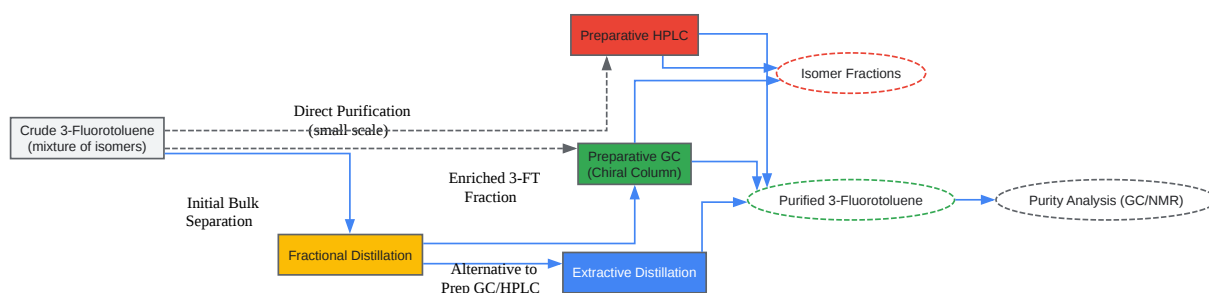 Preparative HPLC
Isomer Fractions
Direct Purification
(small scale)
Crude 3-Fluorotoluene
(mixture of isomers)
Preparative GC
(Chiral Column)
Enriched 3-FT
Fraction
Initial Bulk
Separation
Purified 3-Fluorotoluene
Purity Analysis (GC/NMR)
Fractional Distillation
Alternative to
Prep GC/HPLC
Extractive Distillation